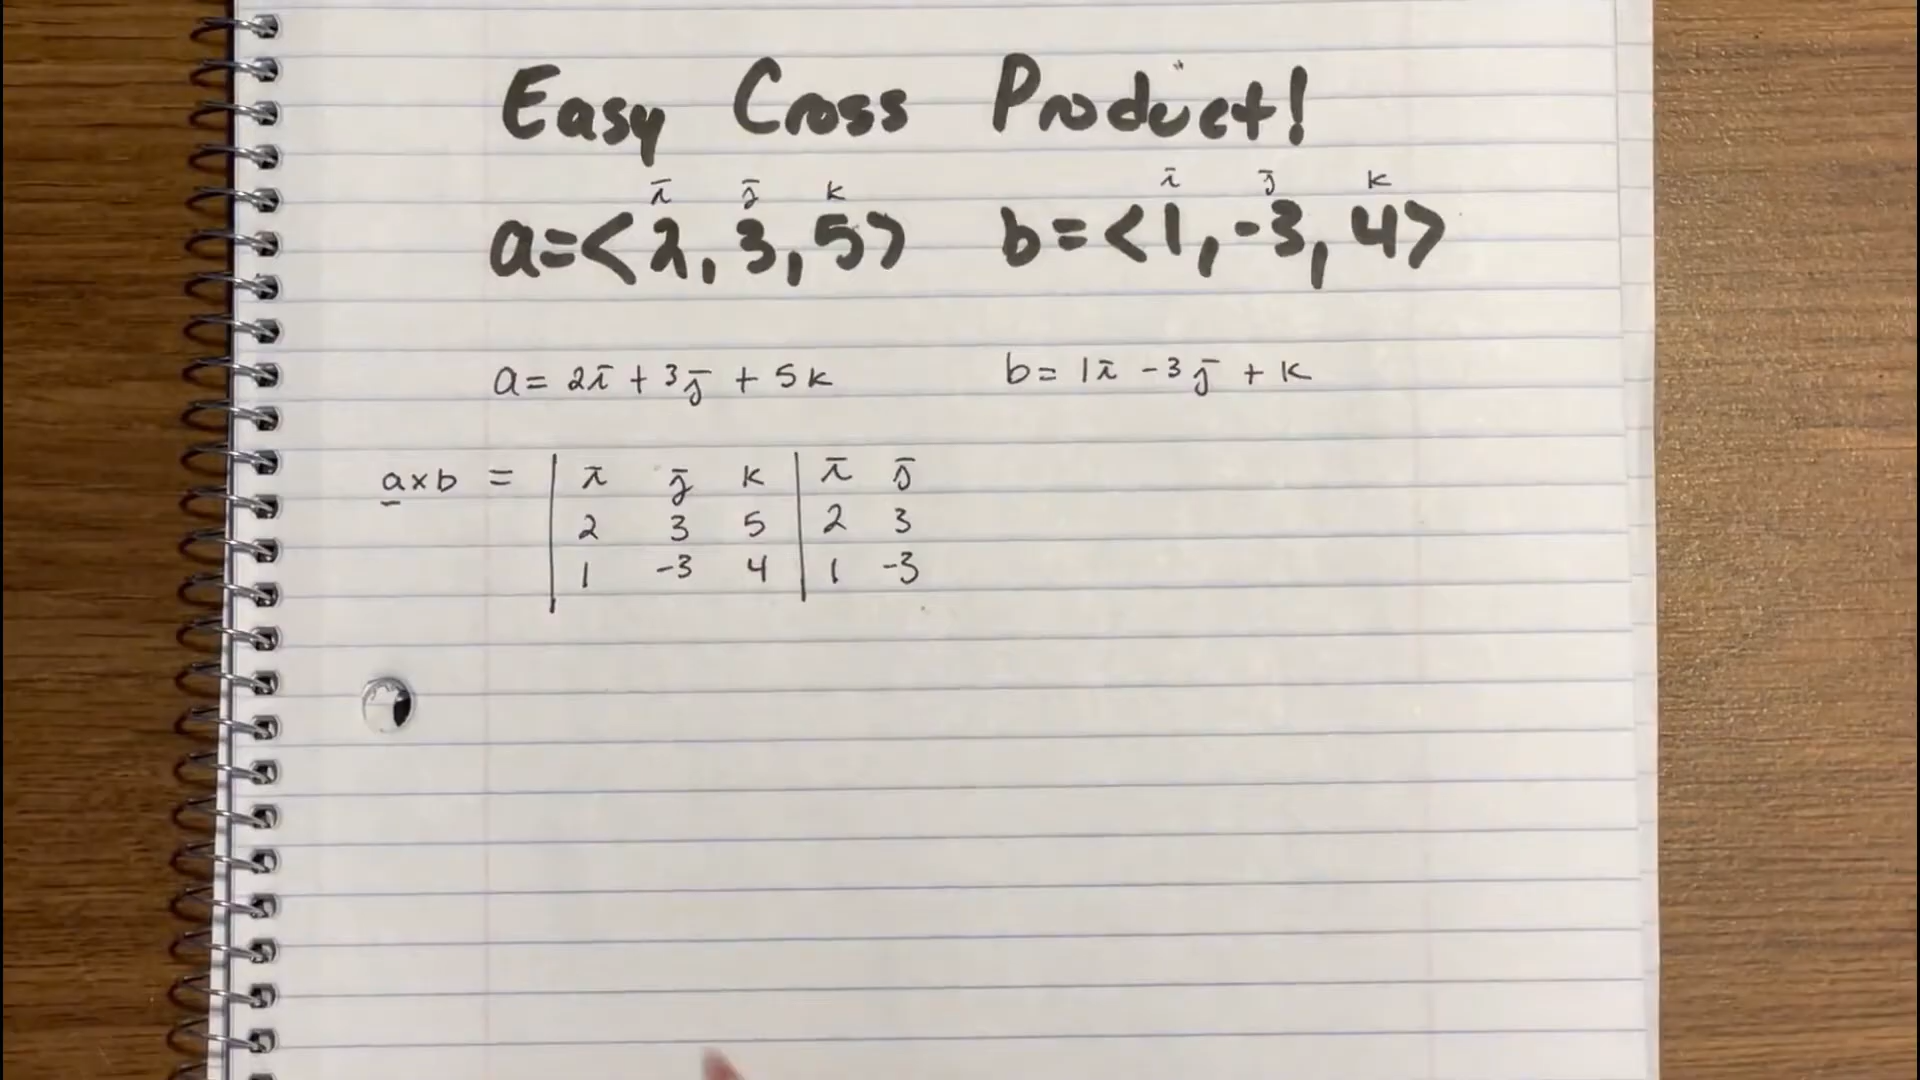 Easy Cross Product!
i̅ j̅ k i̅ j̅ k
a=<2, 3, 5> b=<1, -3, 4>
a= 2i̅ + 3j̅ + 5k b= 1i̅ -3j̅ + k
a×b = | i̅ j̅ k | i̅ j̅
2 3 5 2 3
1 -3 4 1 -3